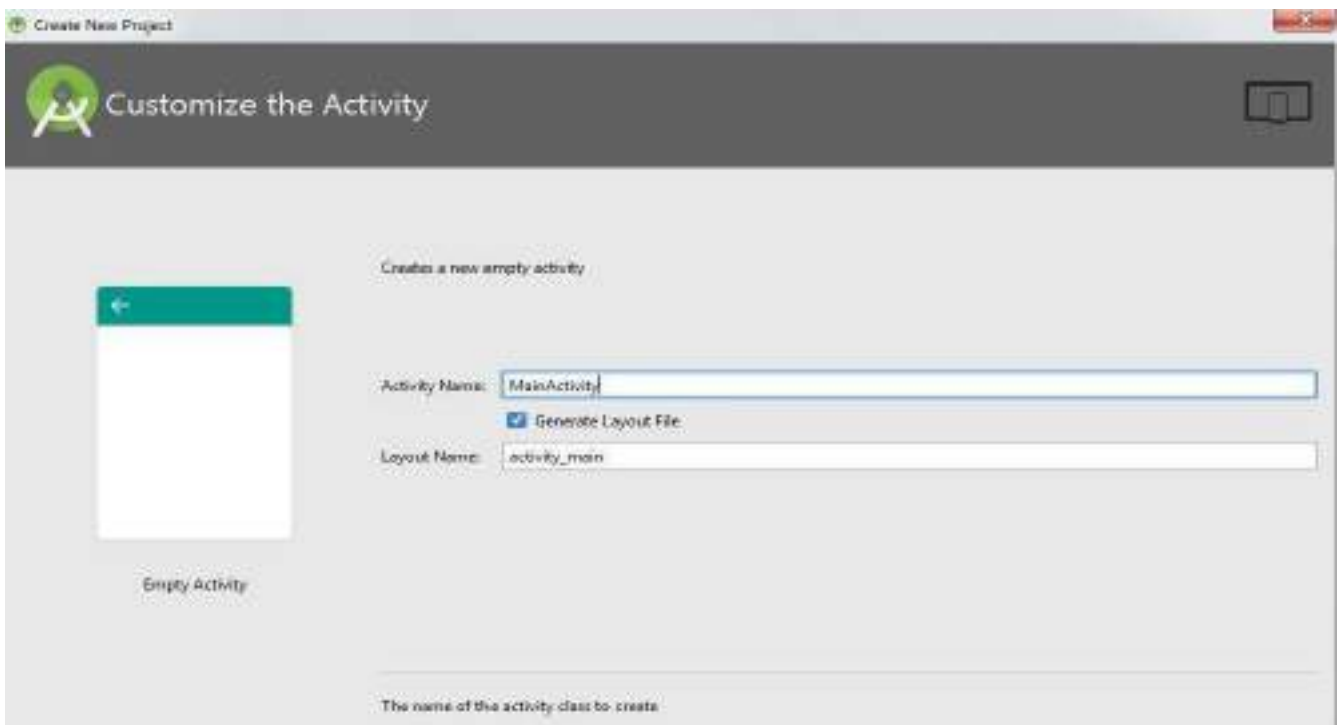 Create New Project
Customize the Activity
Creates a new empty activity
Activity Name: MainActivity
Generate Layout File
Layout Name: activity_main
Empty Activity
The name of the activity class to create